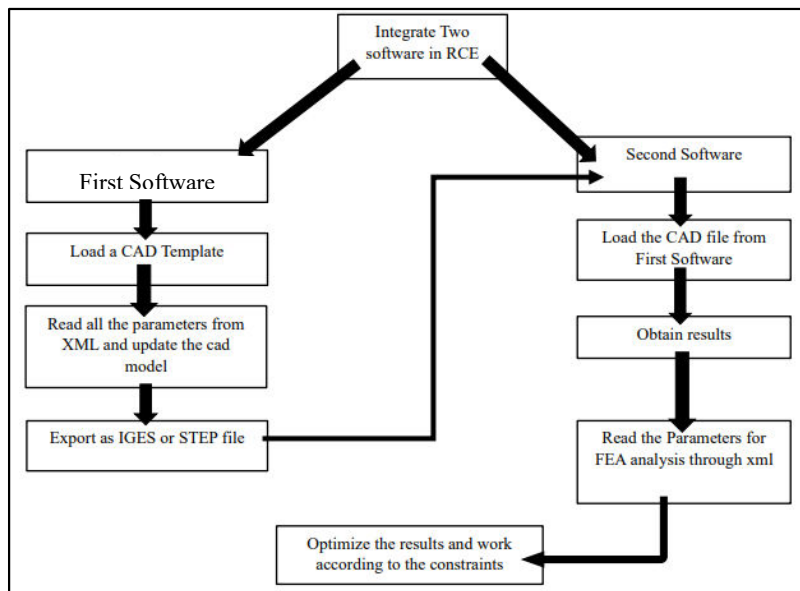 Integrate Two
software in RCE
First Software
Load a CAD Template
Read all the parameters from
XML and update the cad
model
Export as IGES or STEP file
Second Software
Load the CAD file from
First Software
Obtain results
Read the Parameters for
FEA analysis through xml
Optimize the results and work
according to the constraints